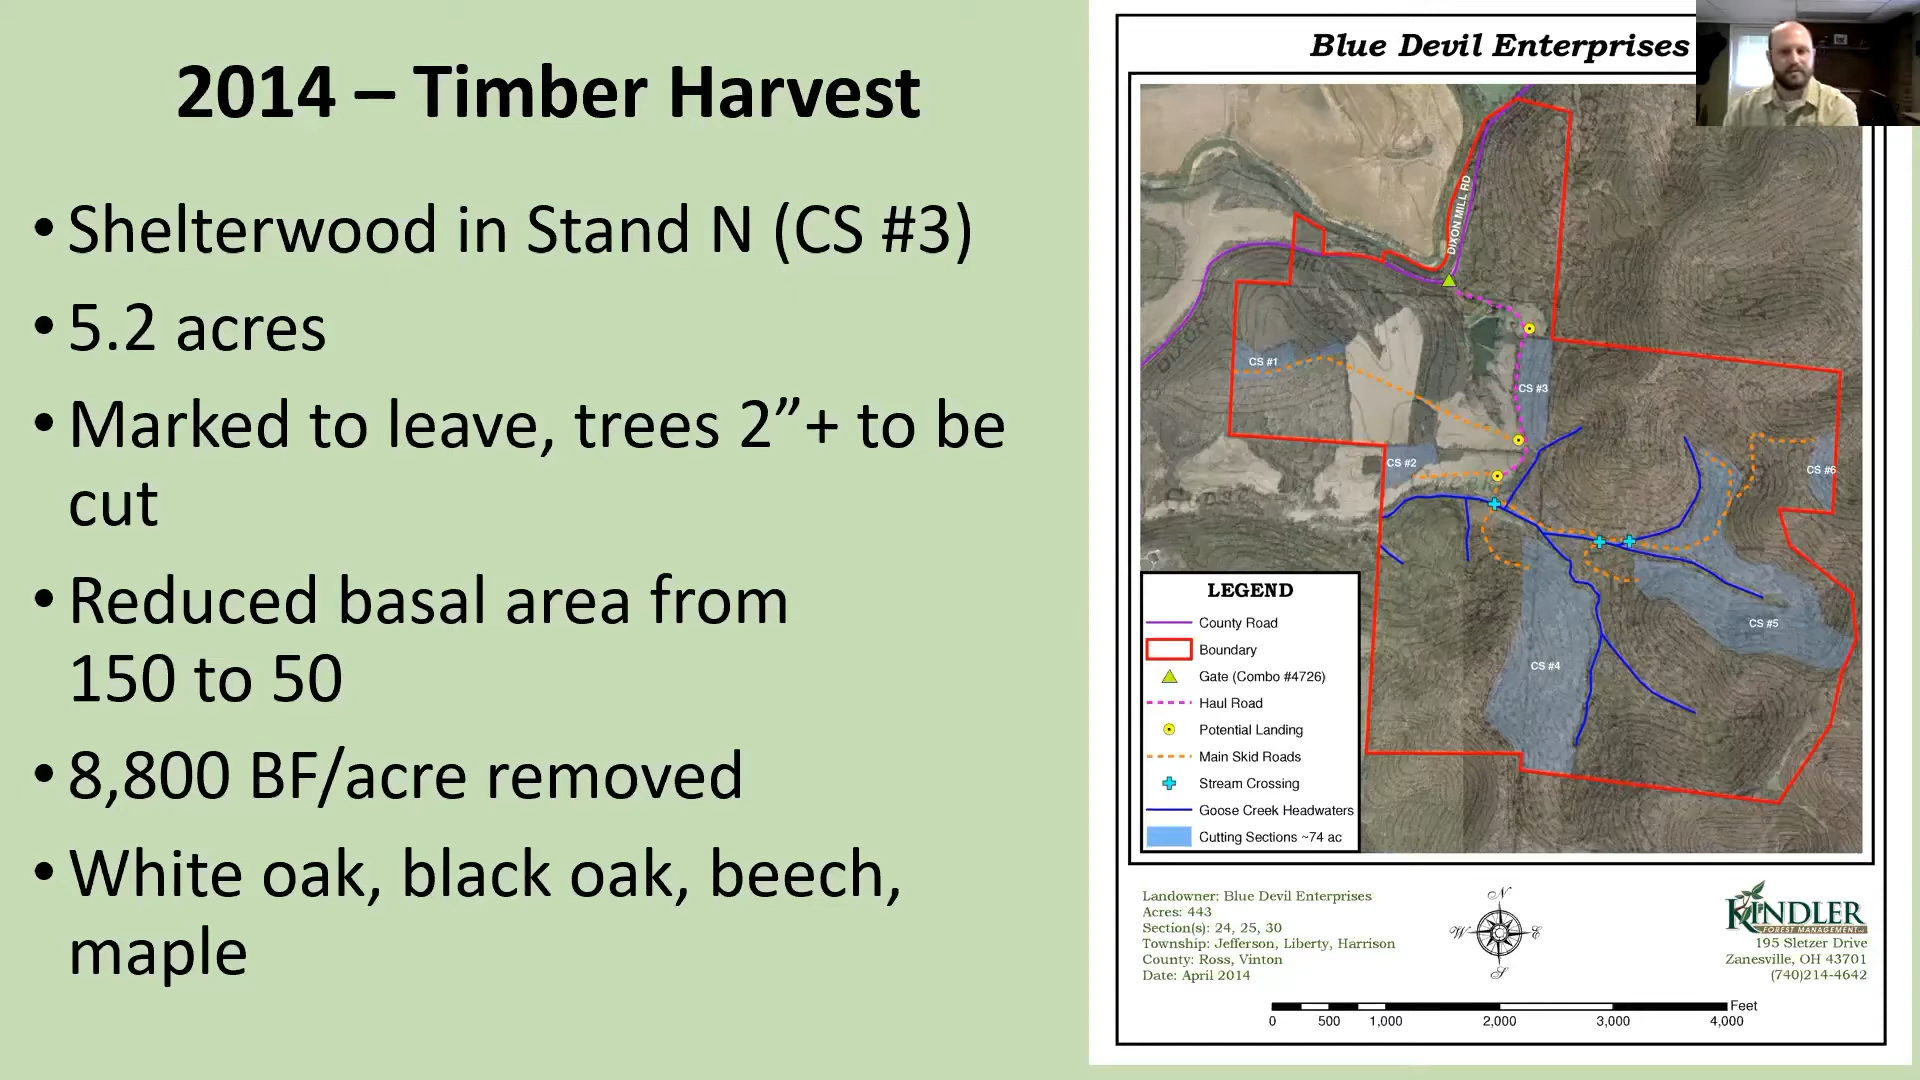 2014 – Timber Harvest
• Shelterwood in Stand N (CS #3)
• 5.2 acres
• Marked to leave, trees 2”+ to be
cut
• Reduced basal area from
150 to 50
• 8,800 BF/acre removed
• White oak, black oak, beech,
maple
Blue Devil Enterprises
DIXON MILL RD
CS #1
CS #3
CS #2
CS #6
CS #5
CS #4
LEGEND
County Road
Boundary
Gate (Combo #4726)
Haul Road
Potential Landing
Main Skid Roads
Stream Crossing
Goose Creek Headwaters
Cutting Sections ~74 ac
Landowner: Blue Devil Enterprises
Acres: 443
Section(s): 24, 25, 30
Township: Jefferson, Liberty, Harrison
County: Ross, Vinton
Date: April 2014
N
W E
S
KINDLER
FOREST MANAGEMENT
195 Sletzer Drive
Zanesville, OH 43701
(740)214-4642
Feet
0 500 1,000 2,000 3,000 4,000